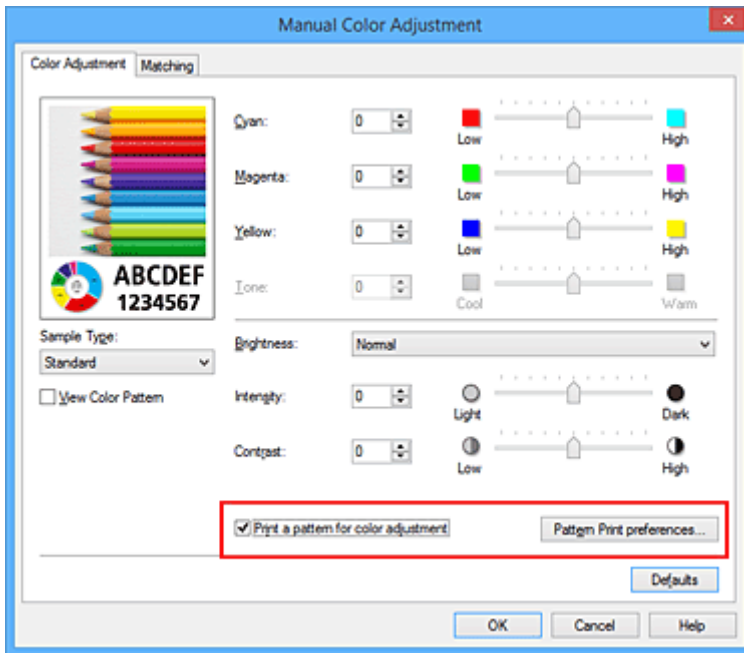 Manual Color Adjustment
Color Adjustment
Matching
Cyan:
0
Low
High
Magenta:
0
Low
High
Yellow:
0
Low
High
Tone:
0
Cool
Warm
ABCDEF
1234567
Sample Type:
Standard
View Color Pattern
Brightness:
Normal
Intensity:
0
Light
Dark
Contrast:
0
Low
High
Print a pattern for color adjustment
Pattern Print preferences...
Defaults
OK
Cancel
Help